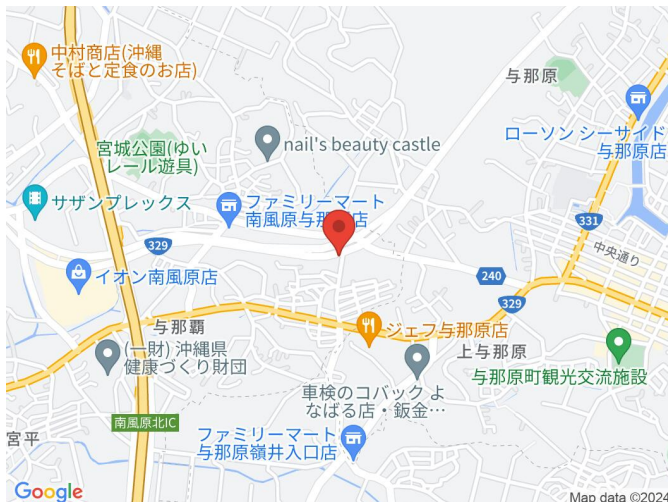 中村商店(沖縄
そばと定食のお店)
与那原
ローソン シーサイド
与那原店
nail's beauty castle
宮城公園(ゆい
レール遊具)
サザンプレックス
ファミリーマート
南風原与那覇店
331
中央通り
329
240
イオン南風原店
329
与那覇
ジェフ与那原店
(一財) 沖縄県
健康づくり財団
上与那原
与那原町観光交流施設
車検のコバック よ
なばる店・鈑金…
南風原北IC
宮平
ファミリーマート
与那原嶺井入口店
Google
Map data ©2024